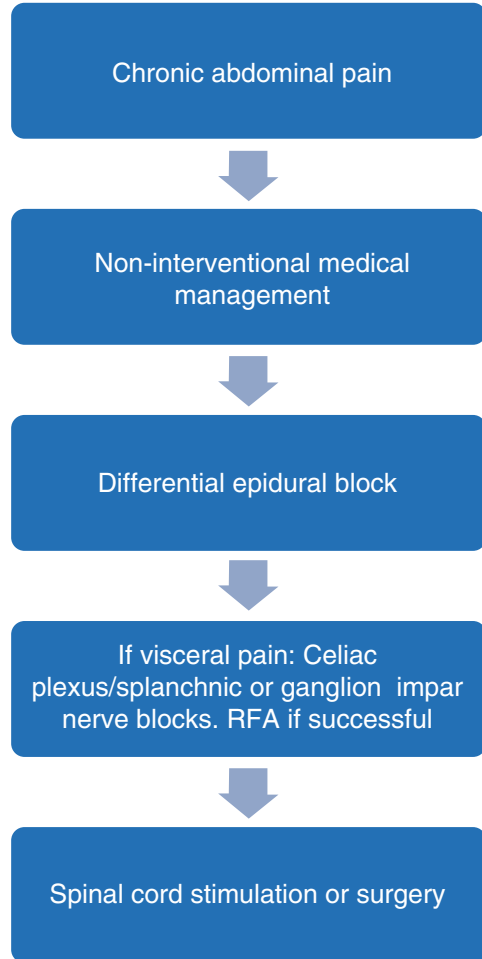 Chronic abdominal pain
Non-interventional medical
management
Differential epidural block
If visceral pain: Celiac
plexus/splanchnic or ganglion impar
nerve blocks. RFA if successful
Spinal cord stimulation or surgery